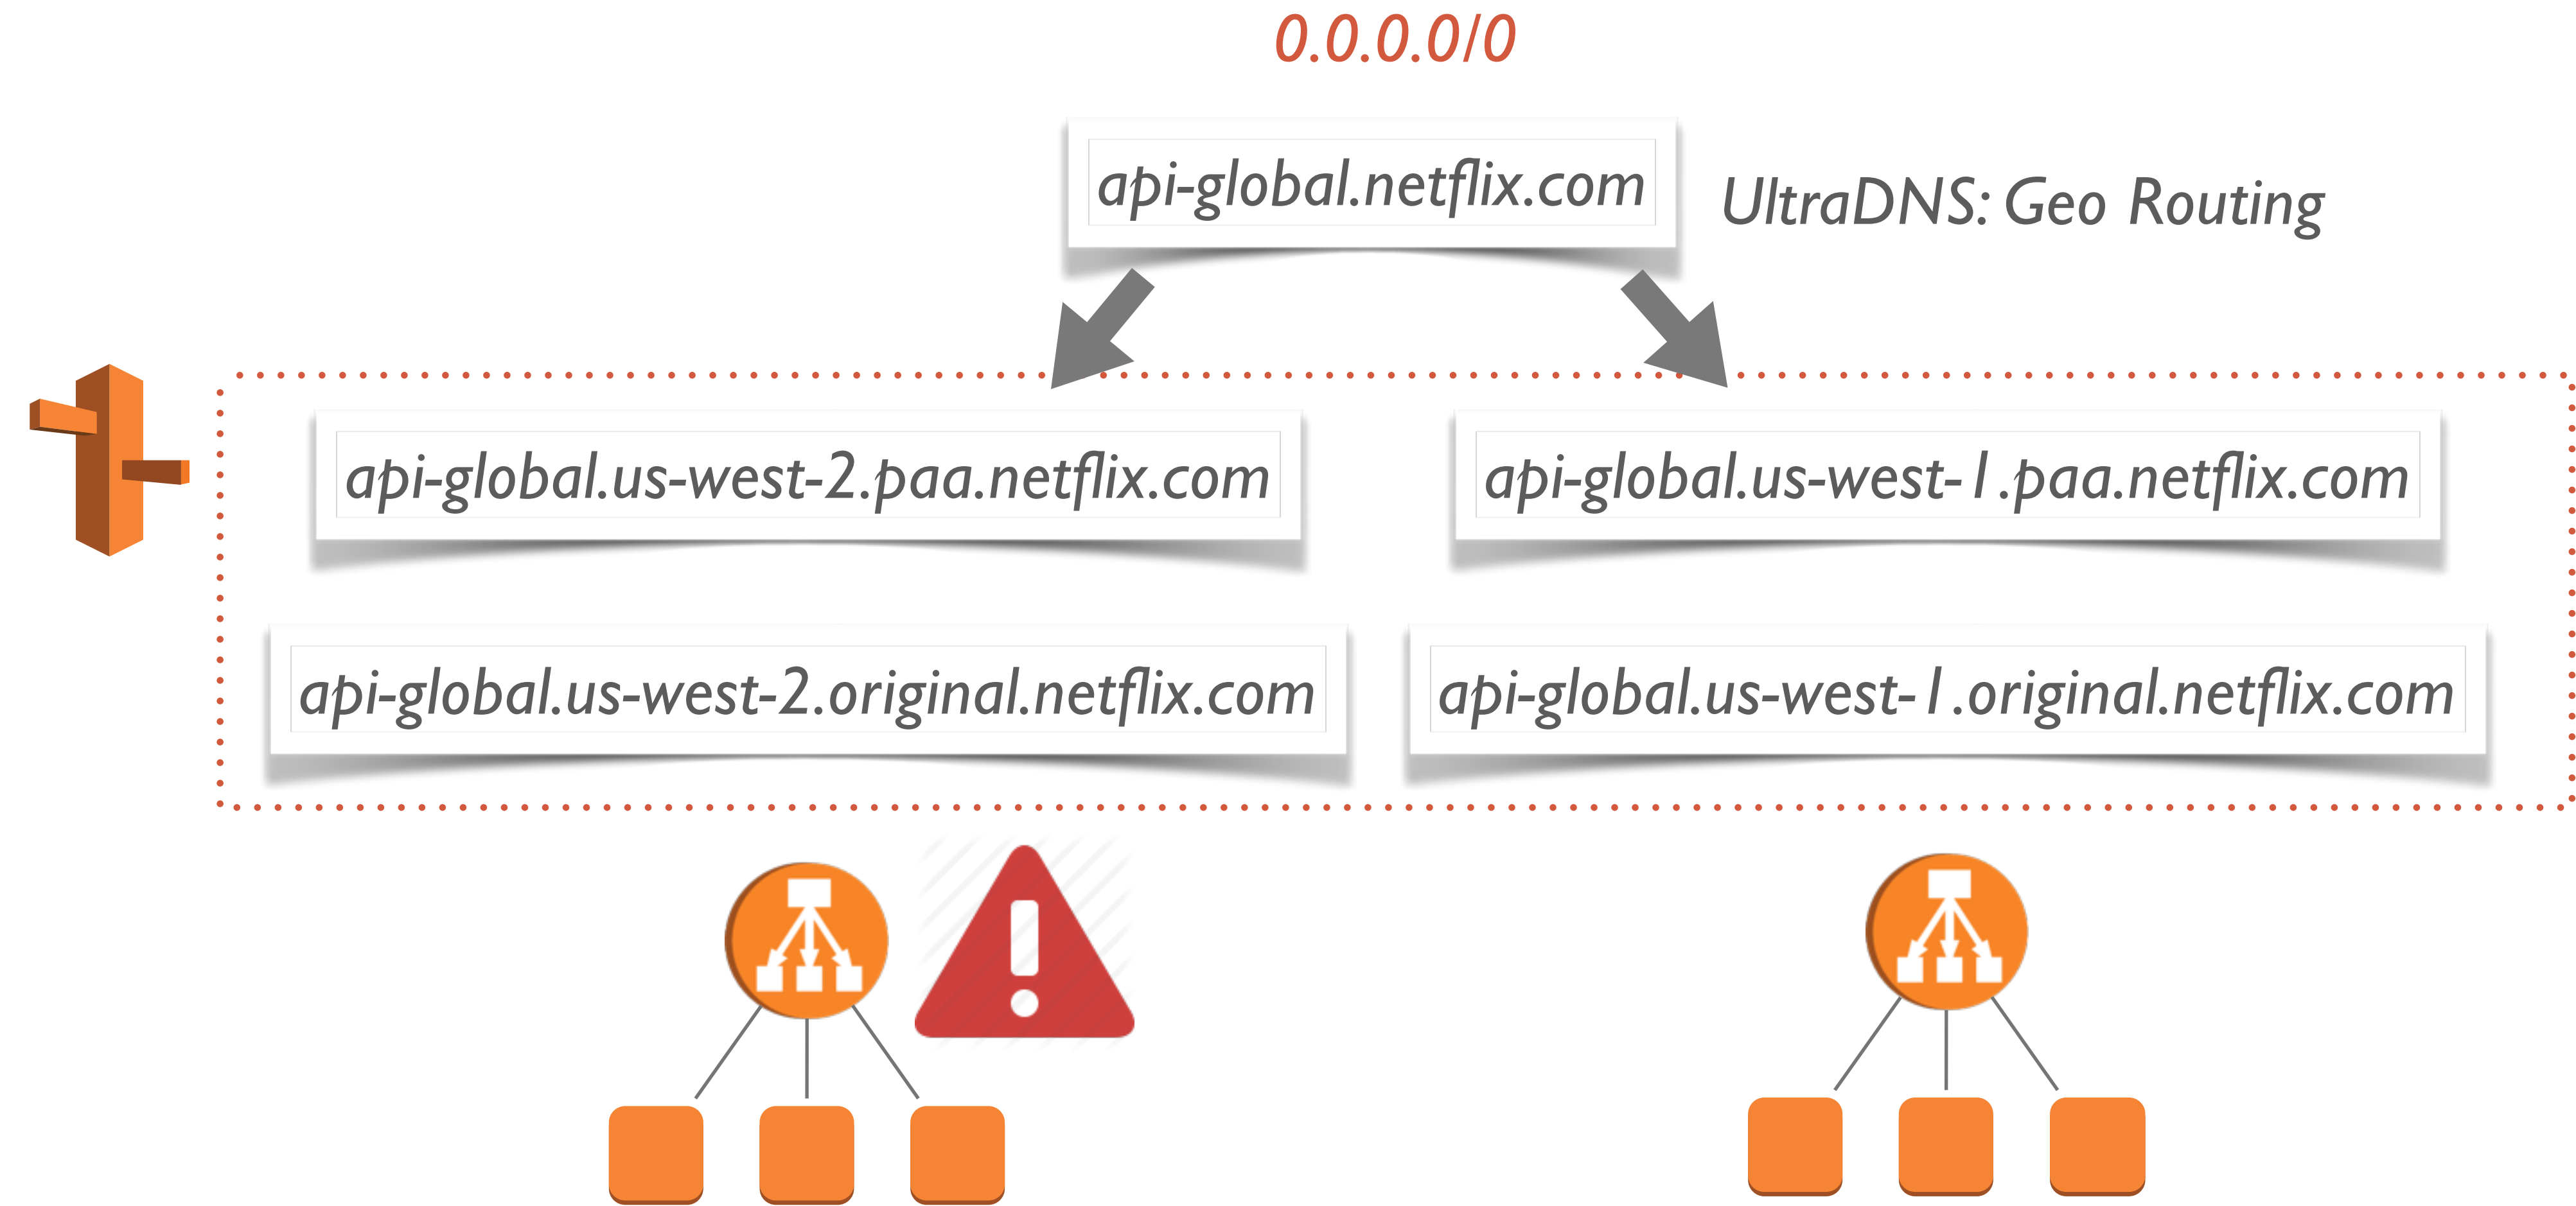 0.0.0.0/0
api-global.netflix.com
UltraDNS: Geo Routing
api-global.us-west-2.paa.netflix.com
api-global.us-west-1.paa.netflix.com
api-global.us-west-2.original.netflix.com
api-global.us-west-1.original.netflix.com